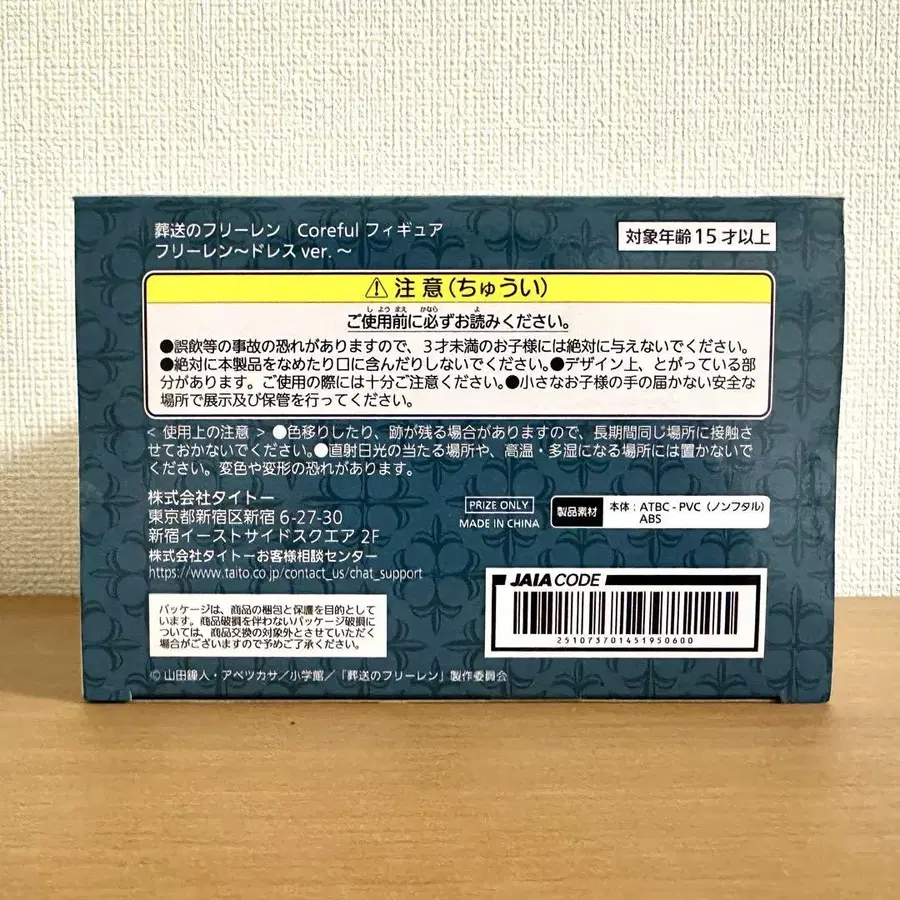 葬送のフリーレン Coreful フィギュア
フリーレン～ドレス ver. ～
対象年齢15才以上
⚠注意(ちゅうい)
し よう まえ かなら よ
ご使用前に必ずお読みください。
●誤飲等の事故の恐れがありますので、3才未満のお子様には絶対に与えないでください。
●絶対に本製品をなめたり口に含んだりしないでください。●デザイン上、とがっている部
分があります。ご使用の際には十分ご注意ください。●小さなお子様の手の届かない安全な
場所で展示及び保管を行ってください。
< 使用上の注意 > ●色移りしたり、跡が残る場合がありますので、長期間同じ場所に接触さ
せておかないでください。●直射日光の当たる場所や、高温・多湿になる場所には置かないで
ください。変色や変形の恐れがあります。
株式会社タイトー
東京都新宿区新宿 6-27-30
新宿イーストサイドスクエア 2F
株式会社タイトーお客様相談センター
https://www.taito.co.jp/contact_us/chat_support
PRIZE ONLY
MADE IN CHINA
製品素材
本体：ATBC-PVC（ノンフタル）
ABS
JAIA CODE
2510737014519506​00
パッケージは、商品の梱包と保護を目的として
います。商品破損を伴わないパッケージ破損に
ついては、商品交換の対象外とさせていただく
場合がございますので予めご了承ください。
© 山田鐘人・アベツカサ／小学館／「葬送のフリーレン」製作委員会